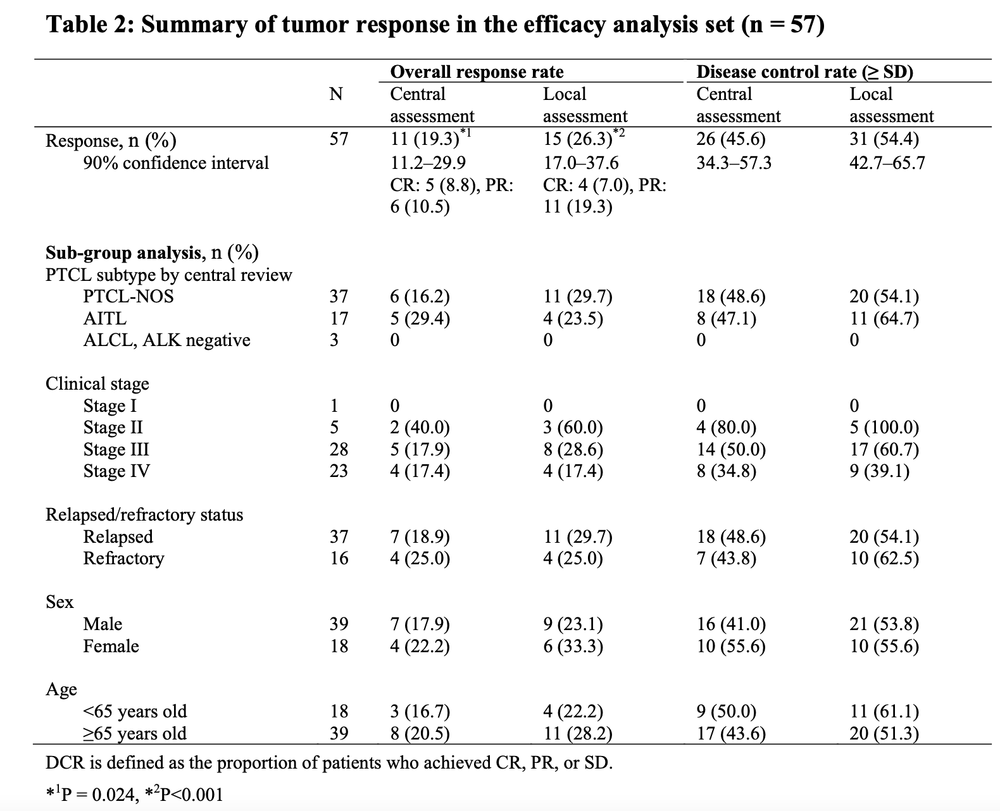 Table 2: Summary of tumor response in the efficacy analysis set (n = 57)
Overall response rate Disease control rate (≥ SD)
N Central Local Central Local
assessment assessment assessment assessment
Response, n (%) 57 11 (19.3)*1 15 (26.3)*2 26 (45.6) 31 (54.4)
90% confidence interval 11.2–29.9 17.0–37.6 34.3–57.3 42.7–65.7
CR: 5 (8.8), PR: CR: 4 (7.0), PR:
6 (10.5) 11 (19.3)
Sub-group analysis, n (%)
PTCL subtype by central review
PTCL-NOS 37 6 (16.2) 11 (29.7) 18 (48.6) 20 (54.1)
AITL 17 5 (29.4) 4 (23.5) 8 (47.1) 11 (64.7)
ALCL, ALK negative 3 0 0 0 0
Clinical stage
Stage I 1 0 0 0 0
Stage II 5 2 (40.0) 3 (60.0) 4 (80.0) 5 (100.0)
Stage III 28 5 (17.9) 8 (28.6) 14 (50.0) 17 (60.7)
Stage IV 23 4 (17.4) 4 (17.4) 8 (34.8) 9 (39.1)
Relapsed/refractory status
Relapsed 37 7 (18.9) 11 (29.7) 18 (48.6) 20 (54.1)
Refractory 16 4 (25.0) 4 (25.0) 7 (43.8) 10 (62.5)
Sex
Male 39 7 (17.9) 9 (23.1) 16 (41.0) 21 (53.8)
Female 18 4 (22.2) 6 (33.3) 10 (55.6) 10 (55.6)
Age
<65 years old 18 3 (16.7) 4 (22.2) 9 (50.0) 11 (61.1)
≥65 years old 39 8 (20.5) 11 (28.2) 17 (43.6) 20 (51.3)
DCR is defined as the proportion of patients who achieved CR, PR, or SD.
*1P = 0.024, *2P<0.001